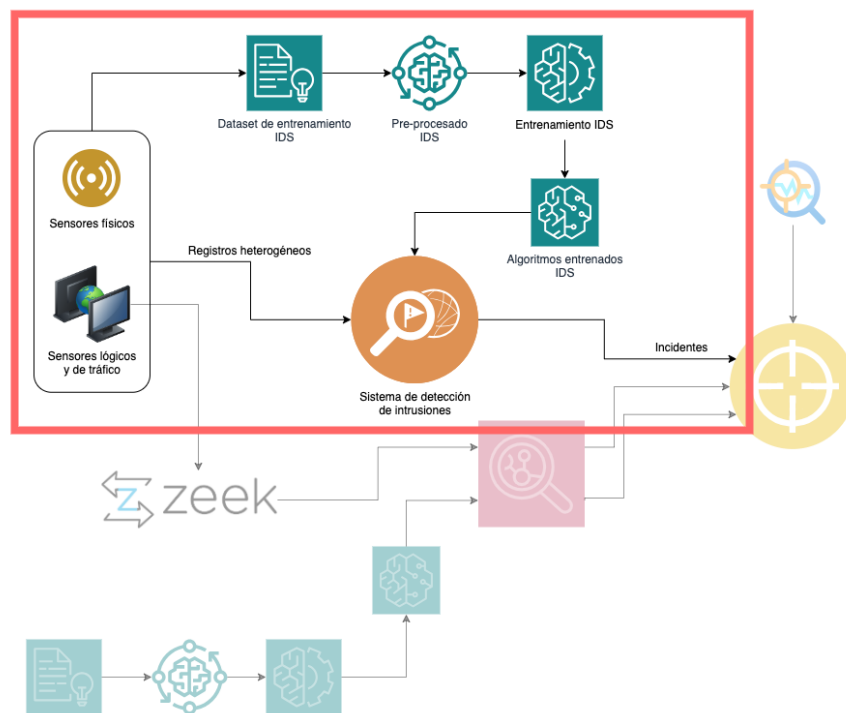 Dataset de entrenamiento
IDS
Pre-procesado
IDS
Entrenamiento IDS
Sensores físicos
Registros heterogéneos
Algoritmos entrenados
IDS
Sensores lógicos
y de tráfico
Incidentes
Sistema de detección
de intrusiones
z zeek